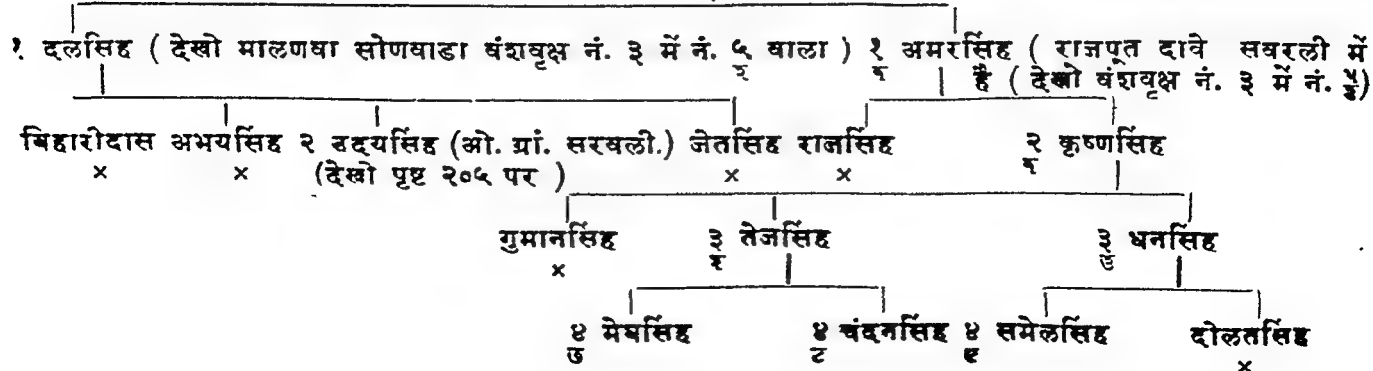 १ दलसिंह ( देखो मालणवा सोणवाडा वंशवृक्ष नं. ३ में नं. ५/२ वाला ) १ अमरसिंह ( राजपूत दावे सवरली में
है ( देखो वंशवृक्ष नं. ३ में नं.
बिहारीदास अभयसिंह २ उदयसिंह (ओ. ग्रां. सरवली.) जेतसिंह राजसिंह २ कृष्णसिंह
× × (देखो पृष्ट २०५ पर ) × ×
गुमानसिंह ३ तेजसिंह ३ धनसिंह
×
४ मेघसिंह ४ चंदनसिंह ४ समेलसिंह दोलतसिंह
×